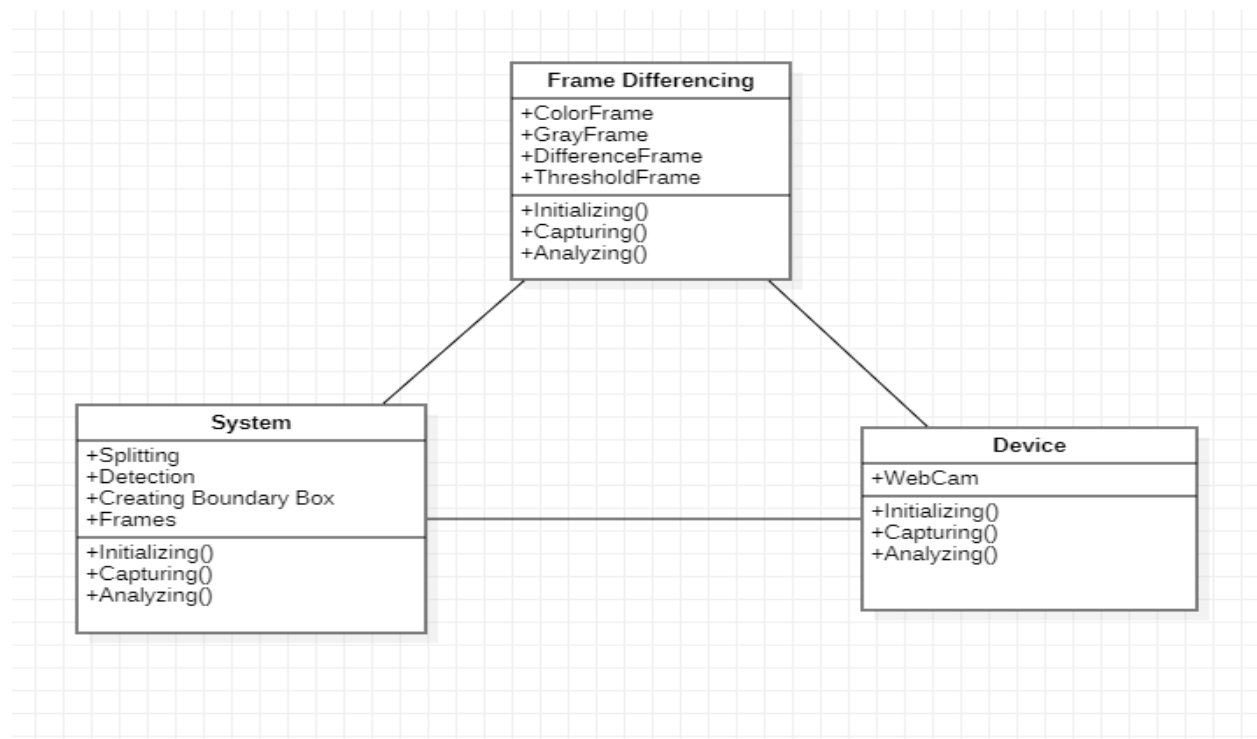 Frame Differencing
+ColorFrame
+GrayFrame
+DifferenceFrame
+ThresholdFrame
+Initializing()
+Capturing()
+Analyzing()
System
+Splitting
+Detection
+Creating Boundary Box
+Frames
+Initializing()
+Capturing()
+Analyzing()
Device
+WebCam
+Initializing()
+Capturing()
+Analyzing()